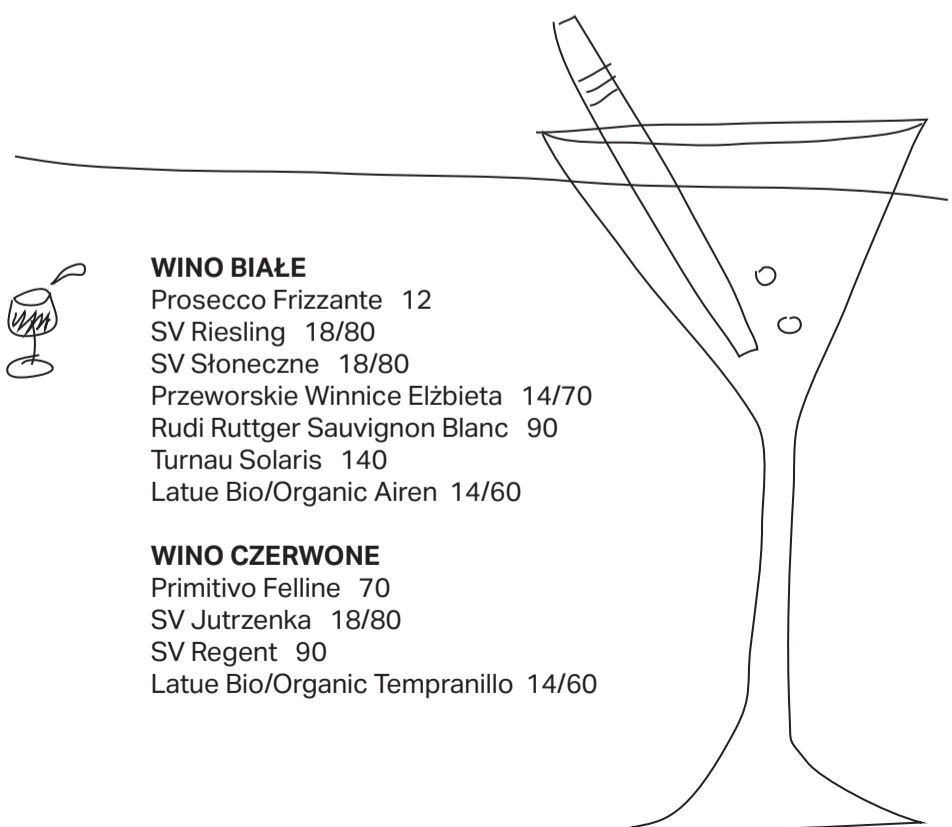 WINO BIAŁE
Prosecco Frizzante 12
SV Riesling 18/80
SV Słoneczne 18/80
Przeworskie Winnice Elżbieta 14/70
Rudi Ruttger Sauvignon Blanc 90
Turnau Solaris 140
Latue Bio/Organic Airen 14/60
WINO CZERWONE
Primitivo Felline 70
SV Jutrzenka 18/80
SV Regent 90
Latue Bio/Organic Tempranillo 14/60